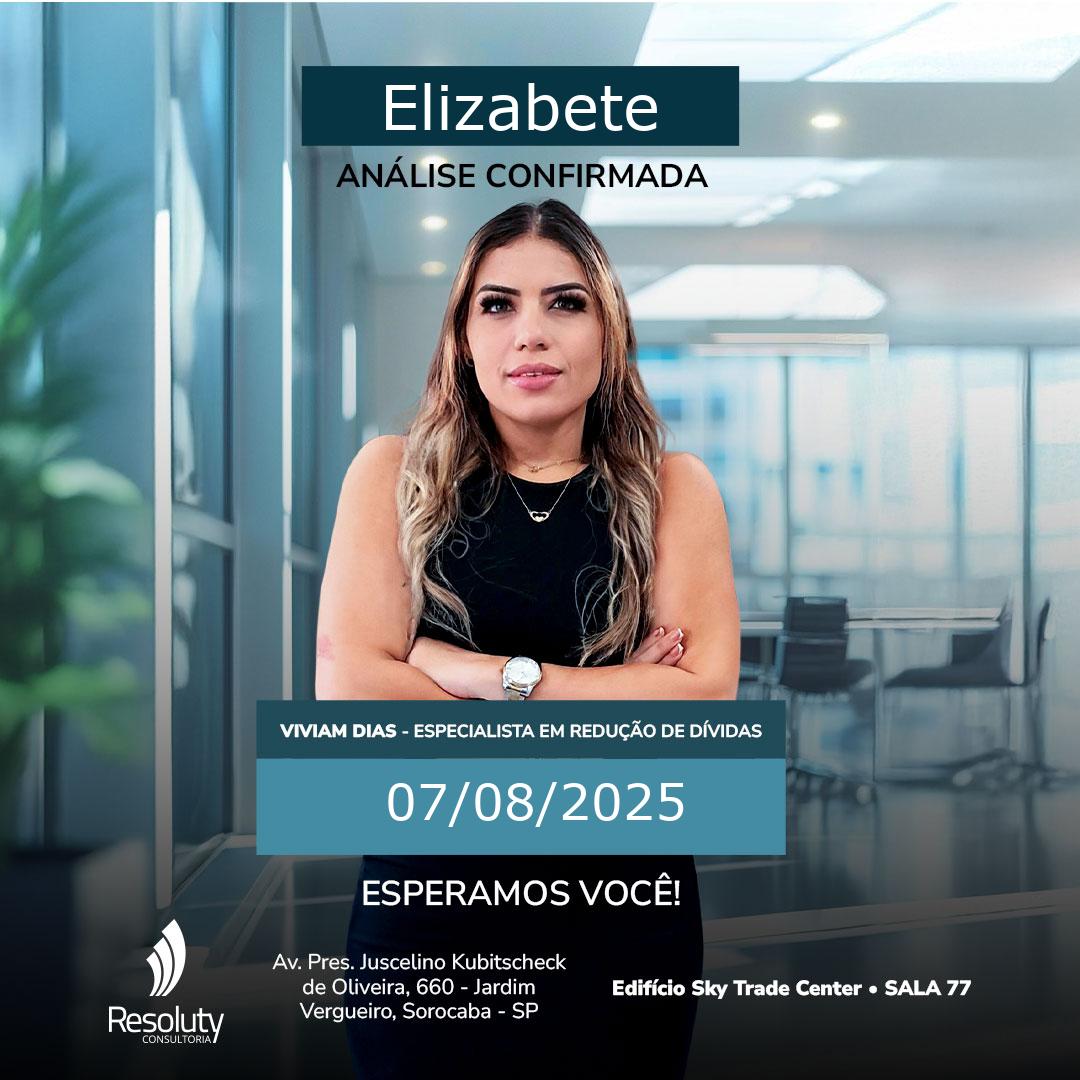 Elizabete
ANÁLISE CONFIRMADA
VIVIAM DIAS - ESPECIALISTA EM REDUÇÃO DE DÍVIDAS
07/08/2025
ESPERAMOS VOCÊ!
Av. Pres. Juscelino Kubitscheck
de Oliveira, 660 - Jardim
Vergueiro, Sorocaba - SP
Edifício Sky Trade Center • SALA 77
Resoluty
CONSULTORIA